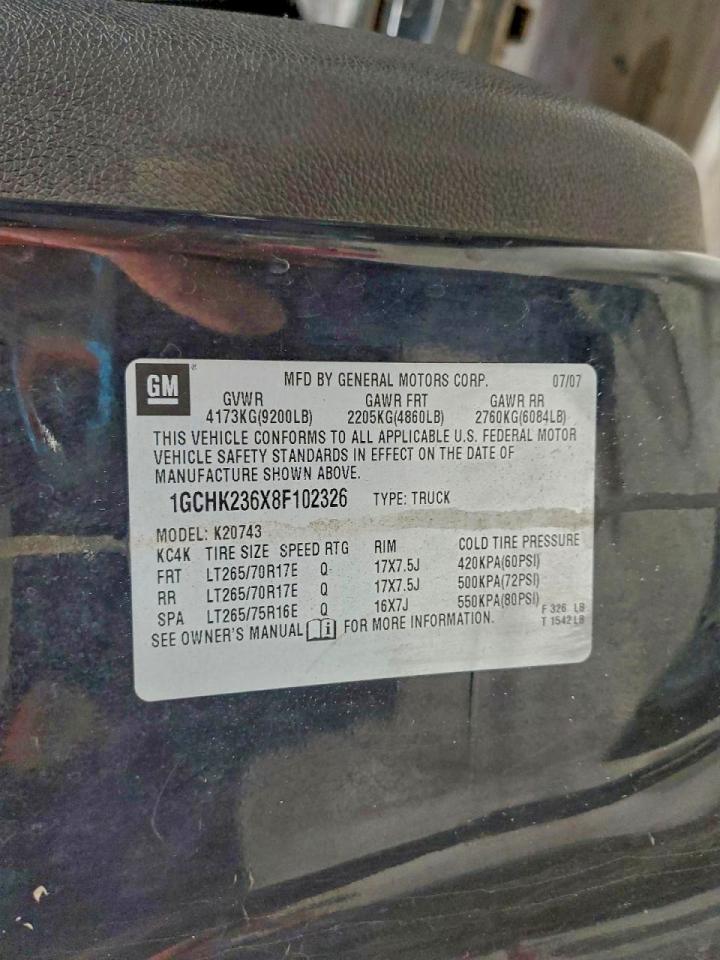 GM
MFD BY GENERAL MOTORS CORP. 07/07
GVWR GAWR FRT GAWR RR
4173KG(9200LB) 2205KG(4860LB) 2760KG(6084LB)
THIS VEHICLE CONFORMS TO ALL APPLICABLE U.S. FEDERAL MOTOR
VEHICLE SAFETY STANDARDS IN EFFECT ON THE DATE OF
MANUFACTURE SHOWN ABOVE.
1GCHK236X8F102326 TYPE: TRUCK
MODEL: K20743
KC4K TIRE SIZE SPEED RTG RIM COLD TIRE PRESSURE
FRT LT265/70R17E Q 17X7.5J 420KPA(60PSI)
RR LT265/70R17E Q 17X7.5J 500KPA(72PSI)
SPA LT265/75R16E Q 16X7J 550KPA(80PSI)
F 326 LB
T 1542 LB
SEE OWNER'S MANUAL i FOR MORE INFORMATION.